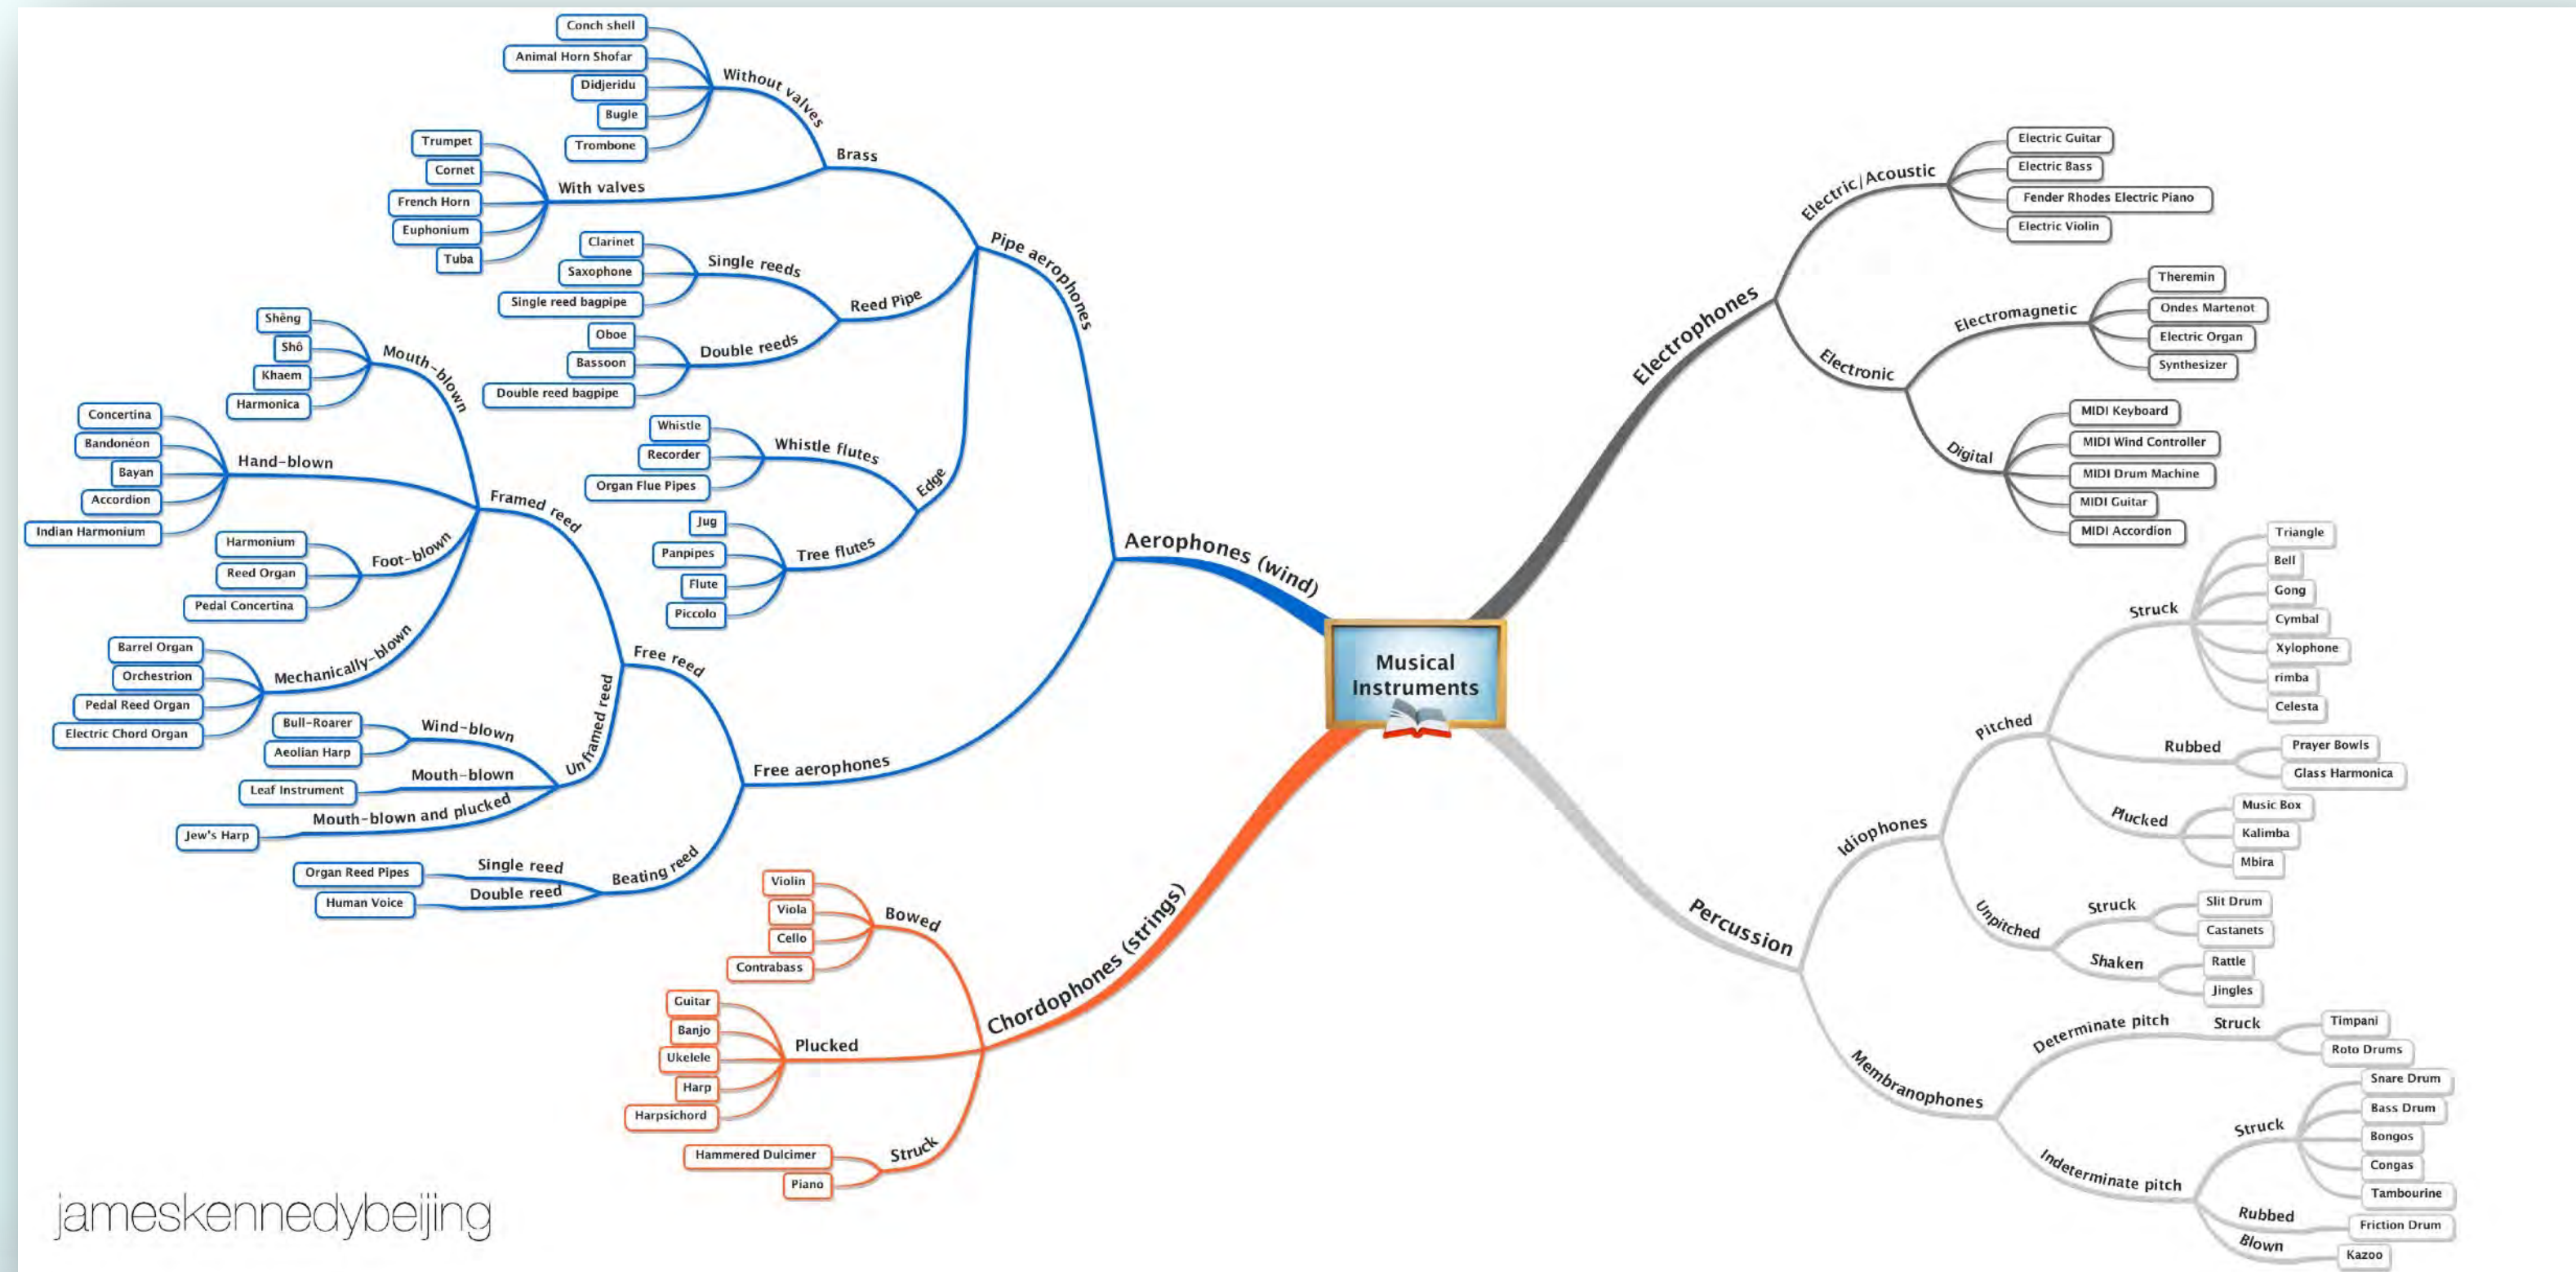 Musical
Instruments
Aerophones (wind)
Pipe aerophones
Brass
Without valves
Conch shell
Animal Horn Shofar
Didjeridu
Bugle
Trombone
With valves
Trumpet
Cornet
French Horn
Euphonium
Tuba
Reed Pipe
Single reeds
Clarinet
Saxophone
Single reed bagpipe
Double reeds
Oboe
Bassoon
Double reed bagpipe
Edge
Whistle flutes
Whistle
Recorder
Organ Flue Pipes
Tree flutes
Jug
Panpipes
Flute
Piccolo
Free aerophones
Free reed
Framed reed
Mouth-blown
Shêng
Shô
Khaem
Harmonica
Hand-blown
Concertina
Bandonéon
Bayan
Accordion
Indian Harmonium
Foot-blown
Harmonium
Reed Organ
Pedal Concertina
Mechanically-blown
Barrel Organ
Orchestrion
Pedal Reed Organ
Electric Chord Organ
Unframed reed
Wind-blown
Bull-Roarer
Aeolian Harp
Mouth-blown
Leaf Instrument
Mouth-blown and plucked
Jew's Harp
Beating reed
Single reed
Organ Reed Pipes
Double reed
Human Voice
Chordophones (strings)
Bowed
Violin
Viola
Cello
Contrabass
Plucked
Guitar
Banjo
Ukelele
Harp
Harpsichord
Struck
Hammered Dulcimer
Piano
Electrophones
Electric/Acoustic
Electric Guitar
Electric Bass
Fender Rhodes Electric Piano
Electric Violin
Electronic
Electromagnetic
Theremin
Ondes Martenot
Electric Organ
Synthesizer
Digital
MIDI Keyboard
MIDI Wind Controller
MIDI Drum Machine
MIDI Guitar
MIDI Accordion
Percussion
Idiophones
Pitched
Struck
Triangle
Bell
Gong
Cymbal
Xylophone
rimba
Celesta
Rubbed
Prayer Bowls
Glass Harmonica
Plucked
Music Box
Kalimba
Mbira
Unpitched
Struck
Slit Drum
Castanets
Shaken
Rattle
Jingles
Membranophones
Determinate pitch
Struck
Timpani
Roto Drums
Indeterminate pitch
Struck
Snare Drum
Bass Drum
Bongos
Congas
Tambourine
Rubbed
Friction Drum
Blown
Kazoo
jameskennedybeijing